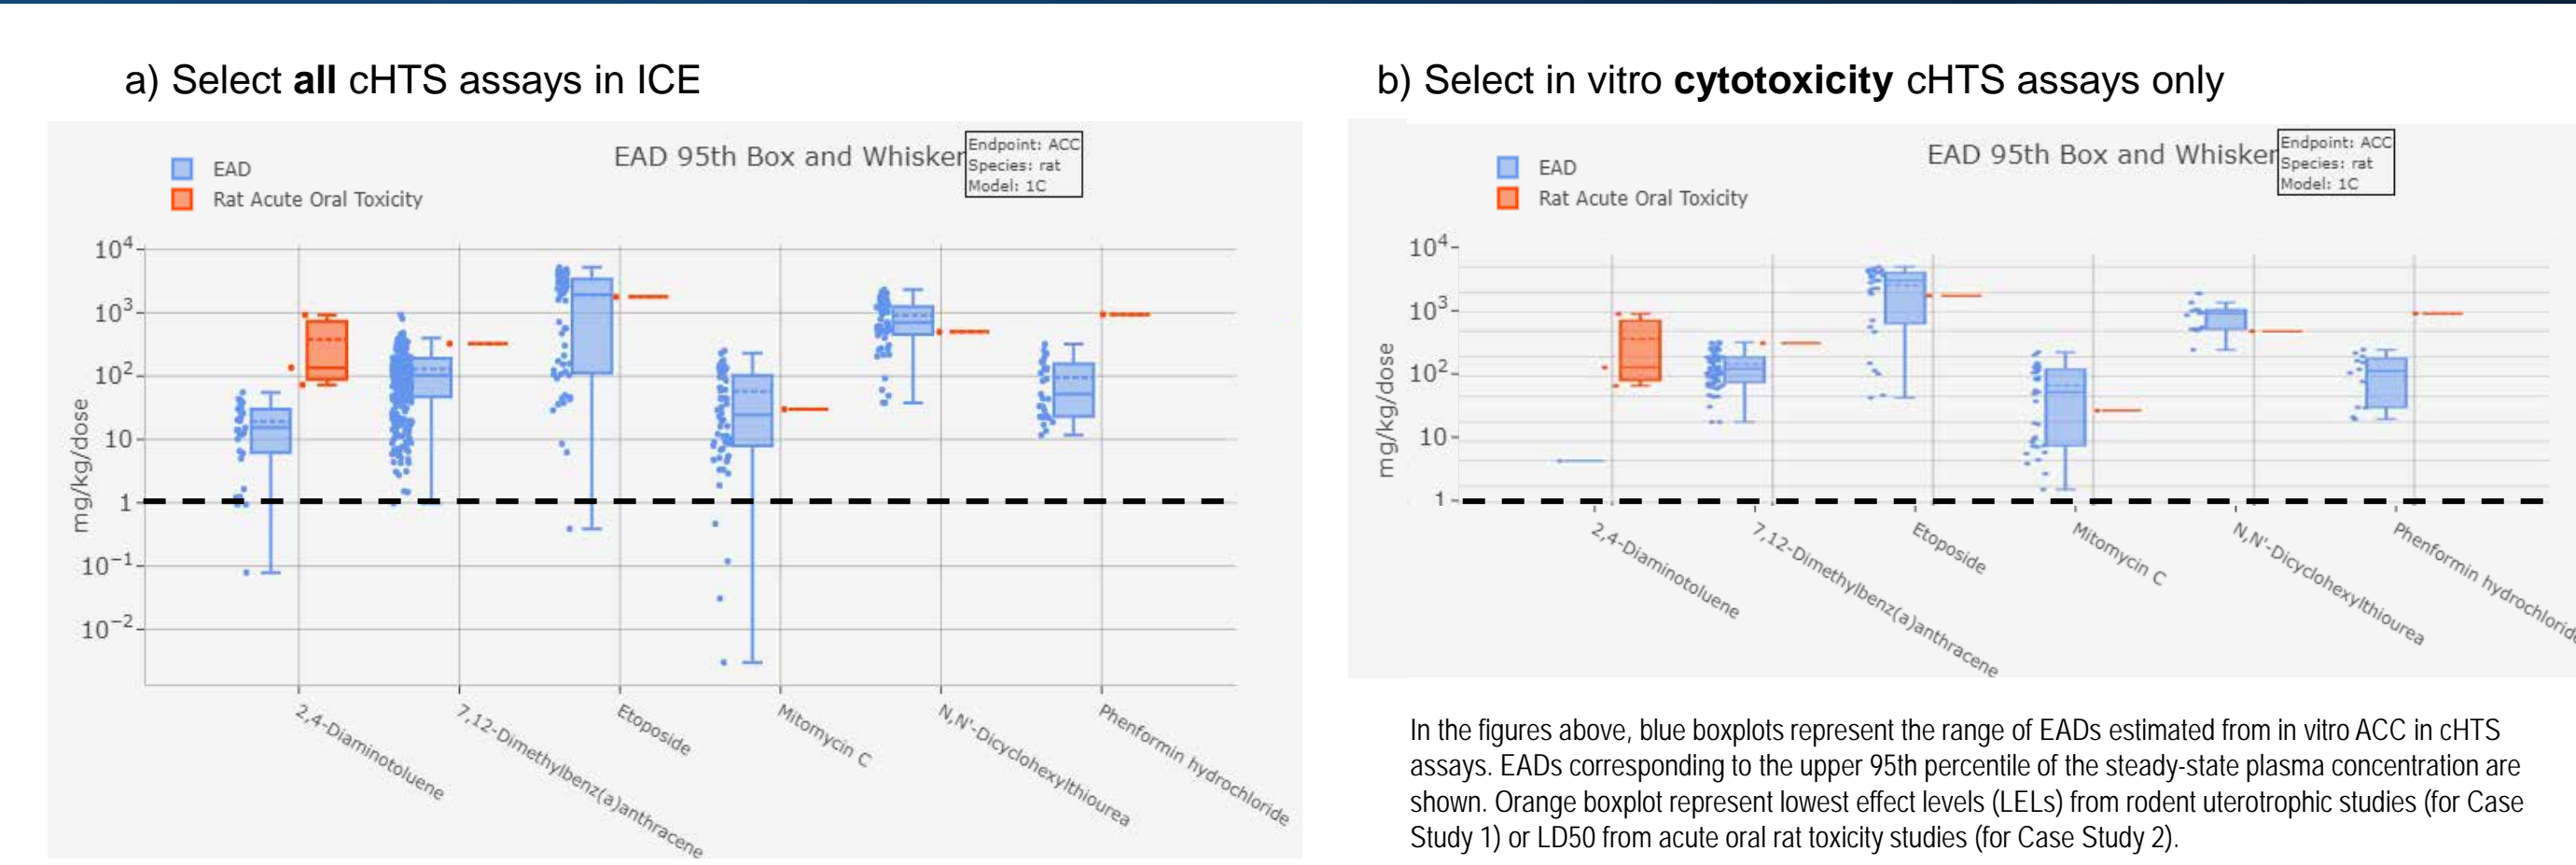 a) Select all cHTS assays in ICE
EAD
Rat Acute Oral Toxicity
EAD 95th Box and Whisker
Endpoint: ACC
Species: rat
Model: 1C
mg/kg/dose
10⁴
10³
10²
10
1
10⁻¹
10⁻²
2,4-Diaminotoluene
7,12-Dimethylbenz(a)anthracene
Etoposide
Mitomycin C
N,N'-Dicyclohexylthiourea
Phenformin hydrochloride
b) Select in vitro cytotoxicity cHTS assays only
EAD
Rat Acute Oral Toxicity
EAD 95th Box and Whisker
Endpoint: ACC
Species: rat
Model: 1C
mg/kg/dose
10⁴
10³
10²
10
1
2,4-Diaminotoluene
7,12-Dimethylbenz(a)anthracene
Etoposide
Mitomycin C
N,N'-Dicyclohexylthiourea
Phenformin hydrochloride
In the figures above, blue boxplots represent the range of EADs estimated from in vitro ACC in cHTS
assays. EADs corresponding to the upper 95th percentile of the steady-state plasma concentration are
shown. Orange boxplot represent lowest effect levels (LELs) from rodent uterotrophic studies (for Case
Study 1) or LD50 from acute oral rat toxicity studies (for Case Study 2).